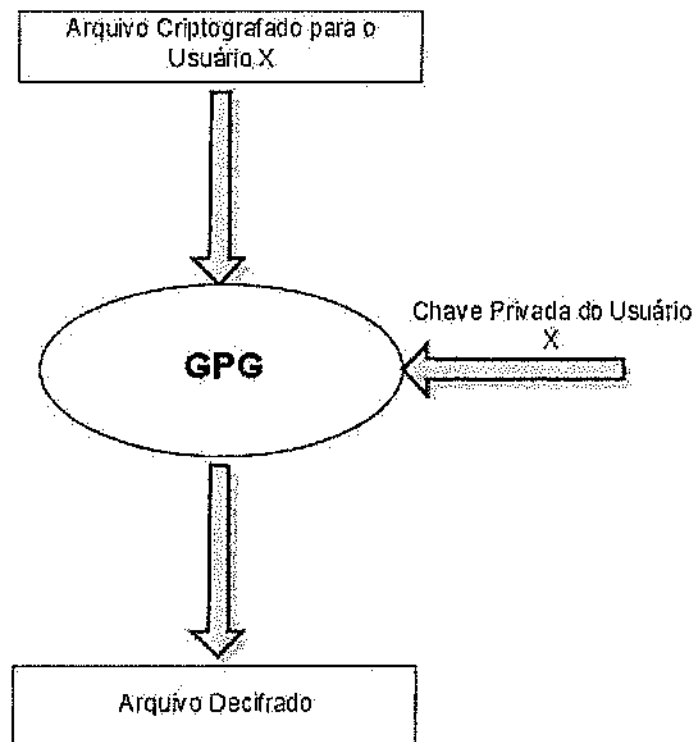 Arquivo Criptografado para o
Usuário X
Chave Privada do Usuário
X
GPG
Arquivo Decifrado